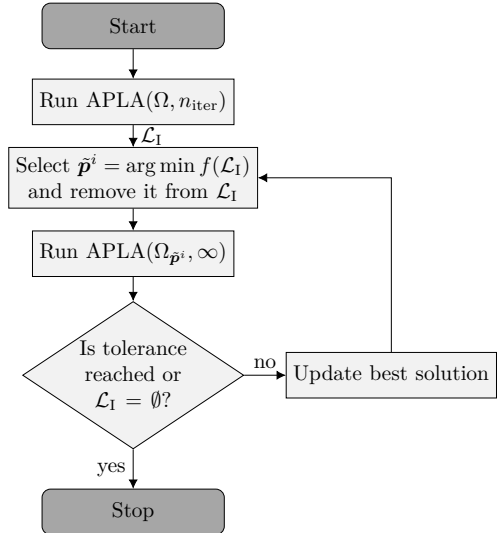 Start
Run APLA(Ω, n_iter)
ℒ_I
Select p̃^i = arg min f(ℒ_I)
and remove it from ℒ_I
Run APLA(Ω_p̃^i, ∞)
Is tolerance
reached or
ℒ_I = ∅?
no
Update best solution
yes
Stop